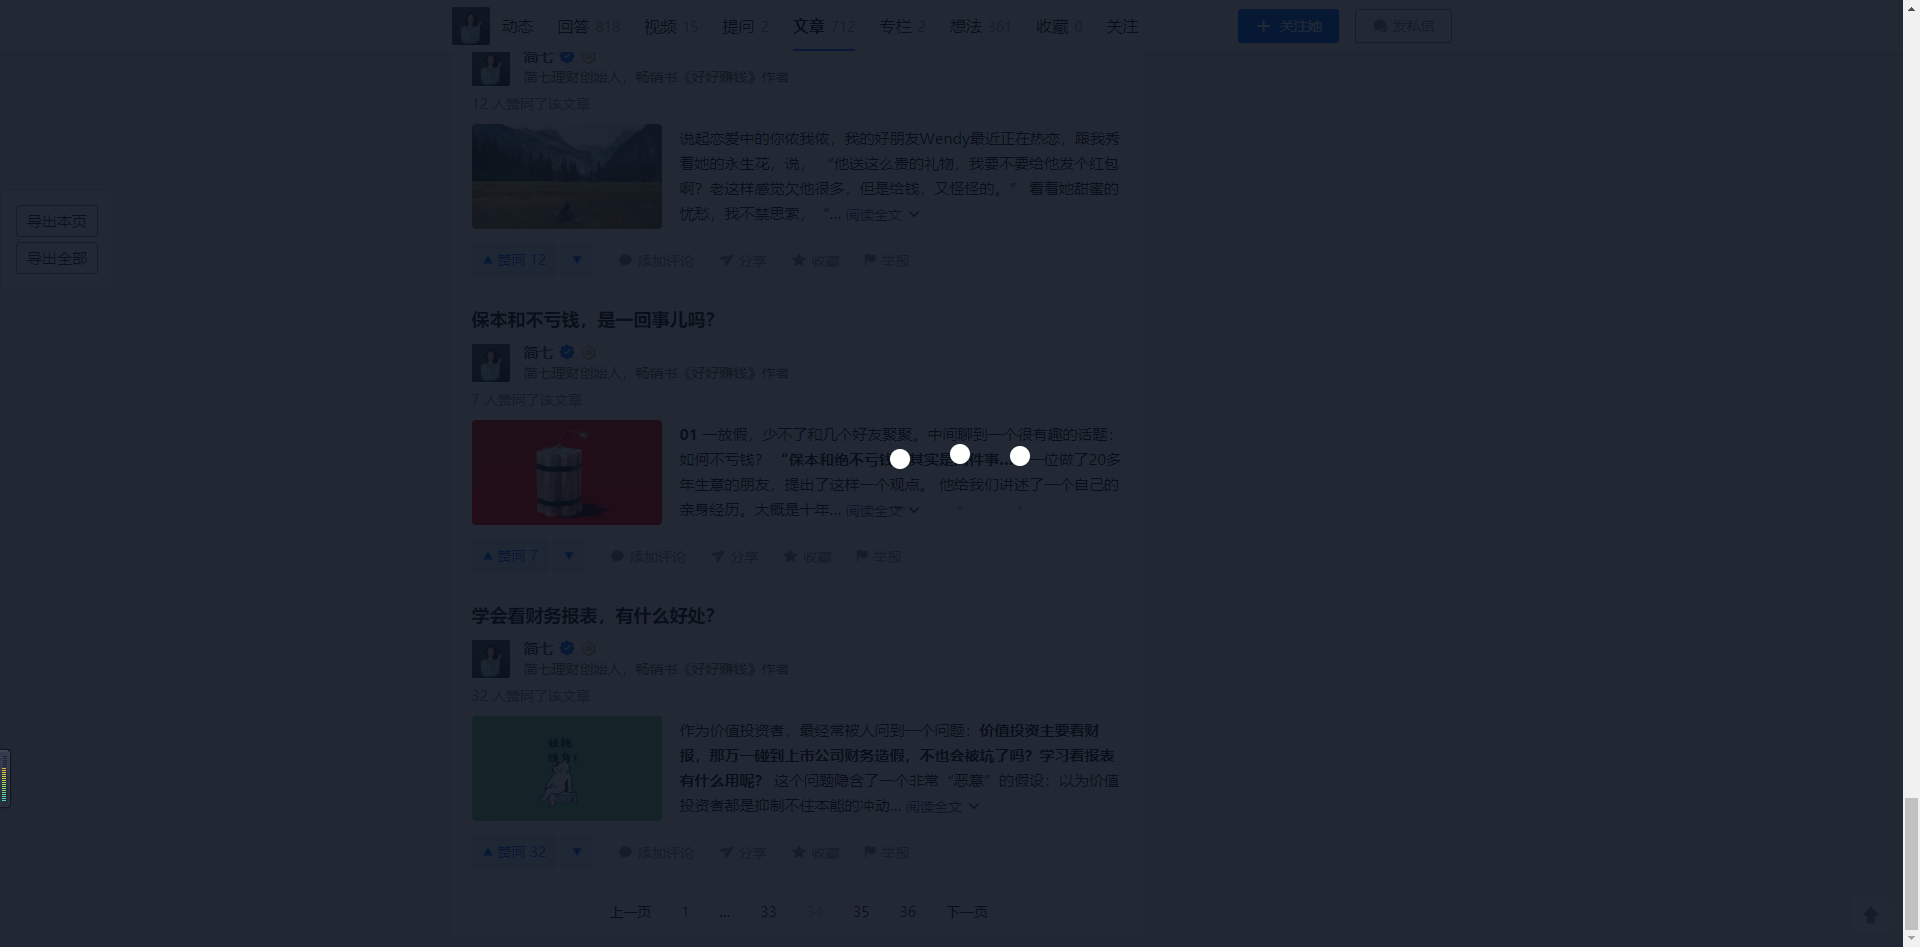 动态 回答 818 视频 15 提问 2 文章 712 专栏 2 想法 361 收藏 0 关注 关注她 发私信
简七
简七理财创始人，畅销书《好好赚钱》作者
12 人赞同了该文章
说起恋爱中的你侬我侬，我的好朋友Wendy最近正在热恋，跟我秀
着她的永生花，说，“他送这么贵的礼物，我要不要给他发个红包
啊？老这样感觉欠他很多，但是给钱，又怪怪的。” 看着她甜蜜的
忧愁，我不禁思索，“... 阅读全文
导出本页
导出全部
赞同 12 添加评论 分享 收藏 举报
保本和不亏钱，是一回事儿吗？
简七
简七理财创始人，畅销书《好好赚钱》作者
7 人赞同了该文章
01 一放假，少不了和几个好友聚聚。中间聊到一个很有趣的话题：
如何不亏钱？ “保本和绝不亏钱 其实是 件事... 一位做了20多
年生意的朋友，提出了这样一个观点。 他给我们讲述了一个自己的
亲身经历。大概是十年... 阅读全文
赞同 7 添加评论 分享 收藏 举报
学会看财务报表，有什么好处？
简七
简七理财创始人，畅销书《好好赚钱》作者
32 人赞同了该文章
作为价值投资者，最经常被人问到一个问题：价值投资主要看财
报，那万一碰到上市公司财务造假，不也会被坑了吗？学习看报表
有什么用呢？ 这个问题隐含了一个非常“恶意”的假设：以为价值
投资者都是抑制不住本能的冲动... 阅读全文
赞同 32 添加评论 分享 收藏 举报
上一页 1 ... 33 34 35 36 下一页